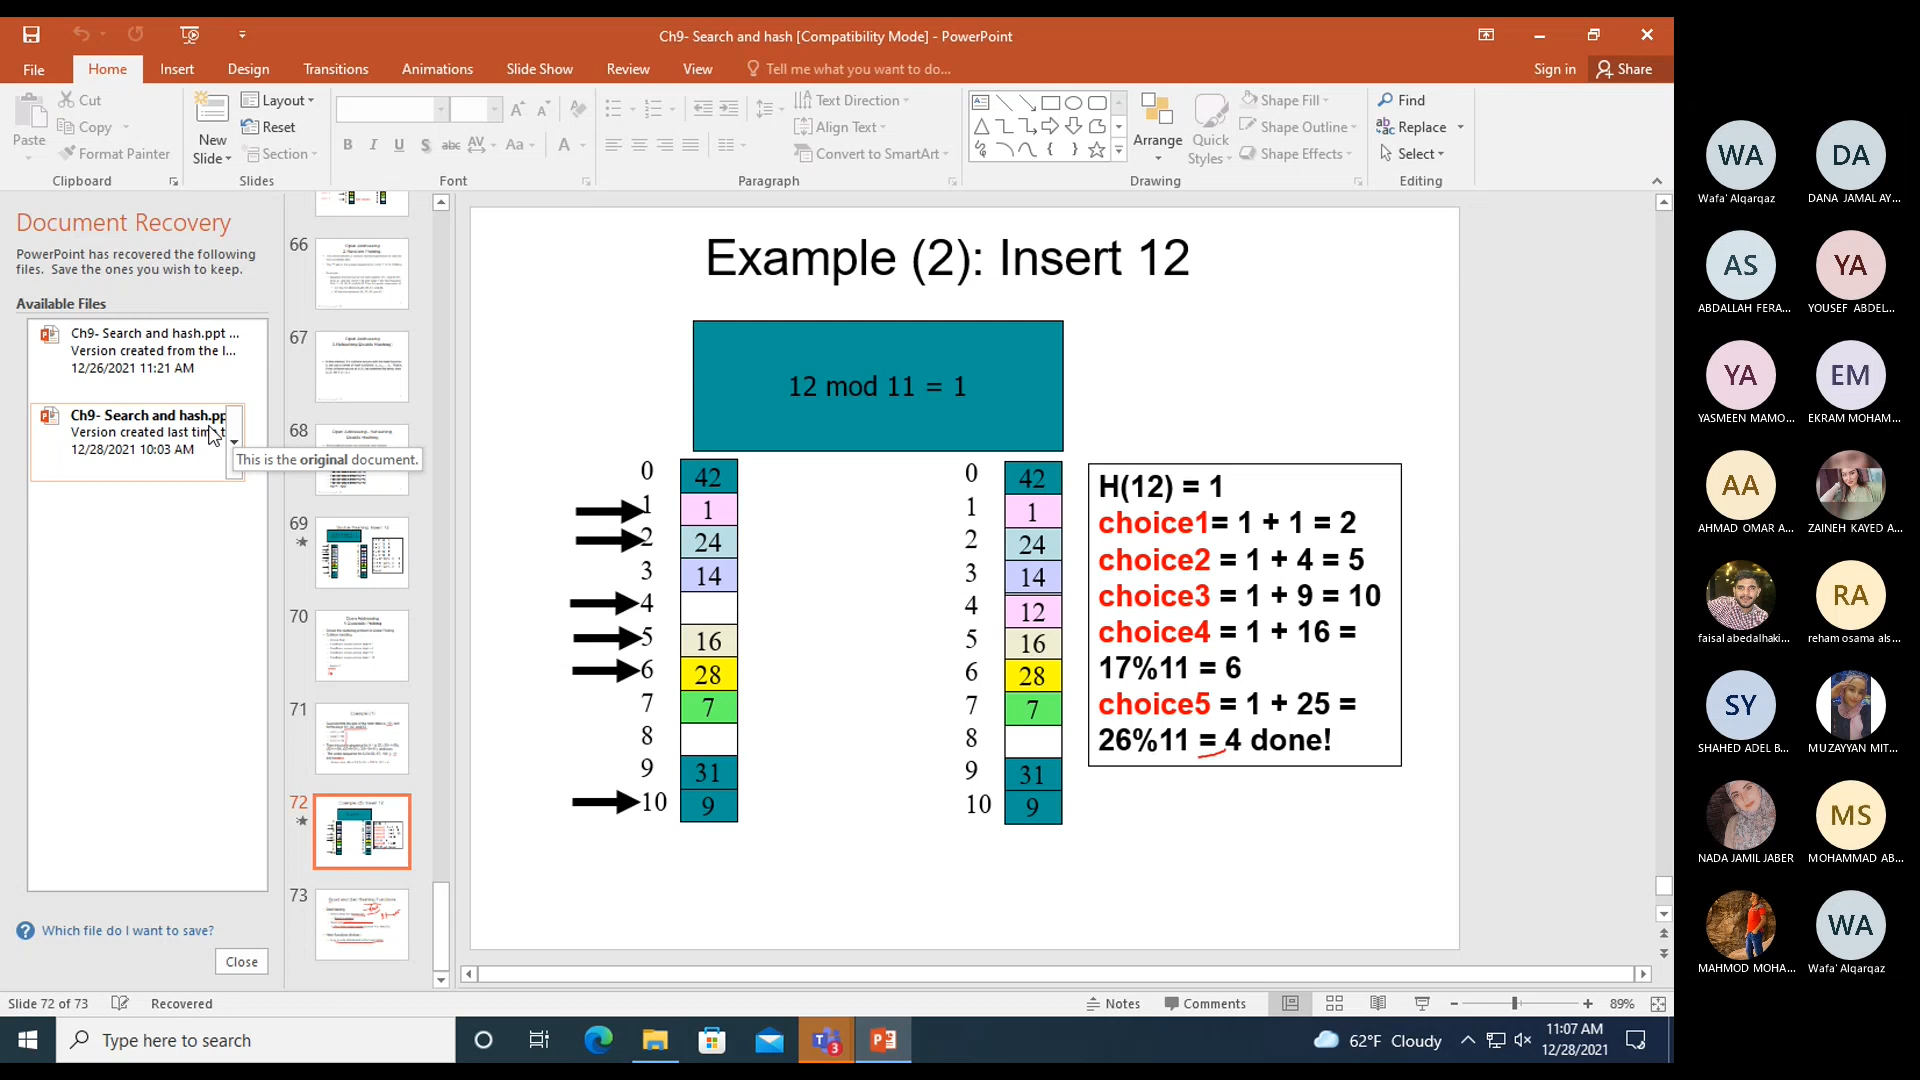 Ch9- Search and hash [Compatibility Mode] - PowerPoint
File Home Insert Design Transitions Animations Slide Show Review View Tell me what you want to do...
Sign in Share
Paste Cut Copy Format Painter
Clipboard
New Slide Layout Reset Section
Slides
B I U S abc AV Aa A
Font
Text Direction Align Text Convert to SmartArt
Paragraph
Arrange Quick Styles Shape Fill Shape Outline Shape Effects
Drawing
Find Replace Select
Editing
Document Recovery
PowerPoint has recovered the following
files. Save the ones you wish to keep.
Available Files
Ch9- Search and hash.ppt ...
Version created from the l...
12/26/2021 11:21 AM
Ch9- Search and hash.pp
Version created last tim
12/28/2021 10:03 AM
This is the original document.
Which file do I want to save?
Close
66
67
68
69
70
71
72
73
Example (2): Insert 12
12 mod 11 = 1
0 42
1 1
2 24
3 14
4
5 16
6 28
7 7
8
9 31
10 9
0 42
1 1
2 24
3 14
4 12
5 16
6 28
7 7
8
9 31
10 9
H(12) = 1
choice1= 1 + 1 = 2
choice2 = 1 + 4 = 5
choice3 = 1 + 9 = 10
choice4 = 1 + 16 =
17%11 = 6
choice5 = 1 + 25 =
26%11 = 4 done!
Slide 72 of 73 Recovered
Notes Comments 89%
Type here to search
3
62°F Cloudy
11:07 AM
12/28/2021
WA DA
Wafa' Alqarqaz DANA JAMAL AY...
AS YA
ABDALLAH FERA... YOUSEF ABDEL...
YA EM
YASMEEN MAMO... EKRAM MOHAM...
AA
AHMAD OMAR A... ZAINEH KAYED A...
RA
faisal abedalhaki... reham osama als...
SY
SHAHED ADEL B... MUZAYYAN MIT...
MS
NADA JAMIL JABER MOHAMMAD AB...
WA
MAHMOD MOHA... Wafa' Alqarqaz